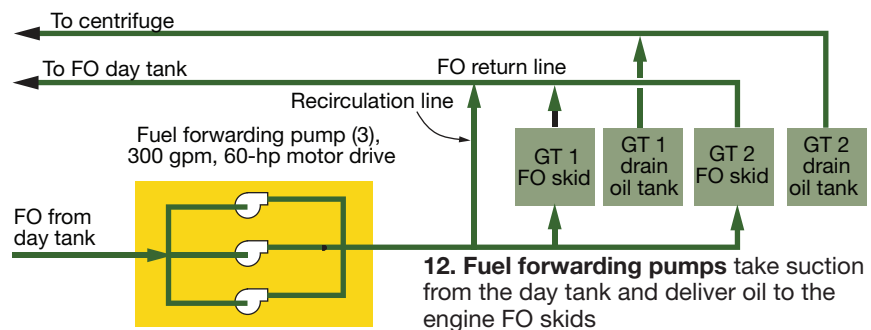 To centrifuge
To FO day tank
FO return line
Recirculation line
Fuel forwarding pump (3),
300 gpm, 60-hp motor drive
GT 1
FO skid
GT 1
drain
oil tank
GT 2
FO skid
GT 2
drain
oil tank
FO from
day tank
12. Fuel forwarding pumps take suction
from the day tank and deliver oil to the
engine FO skids